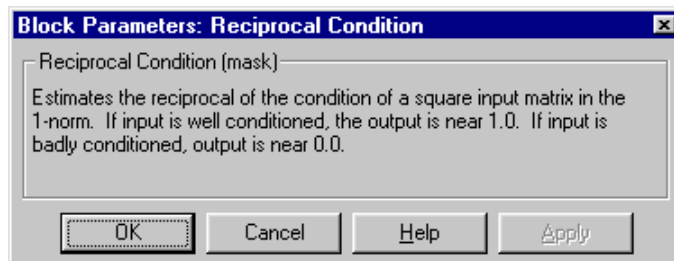 Block Parameters: Reciprocal Condition
Reciprocal Condition (mask)
Estimates the reciprocal of the condition of a square input matrix in the
1-norm.  If input is well conditioned, the output is near 1.0.  If input is
badly conditioned, output is near 0.0.
OK Cancel Help Apply